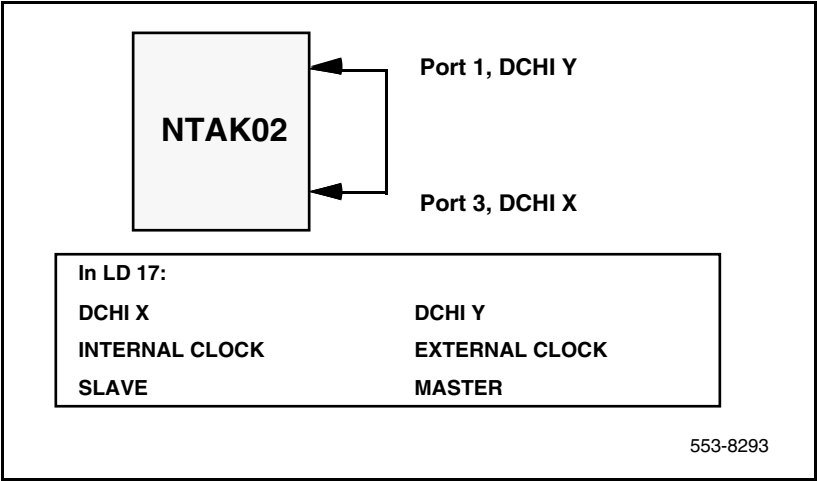 NTAK02
Port 1, DCHI Y
Port 3, DCHI X
In LD 17:
DCHI X DCHI Y
INTERNAL CLOCK EXTERNAL CLOCK
SLAVE MASTER
553-8293